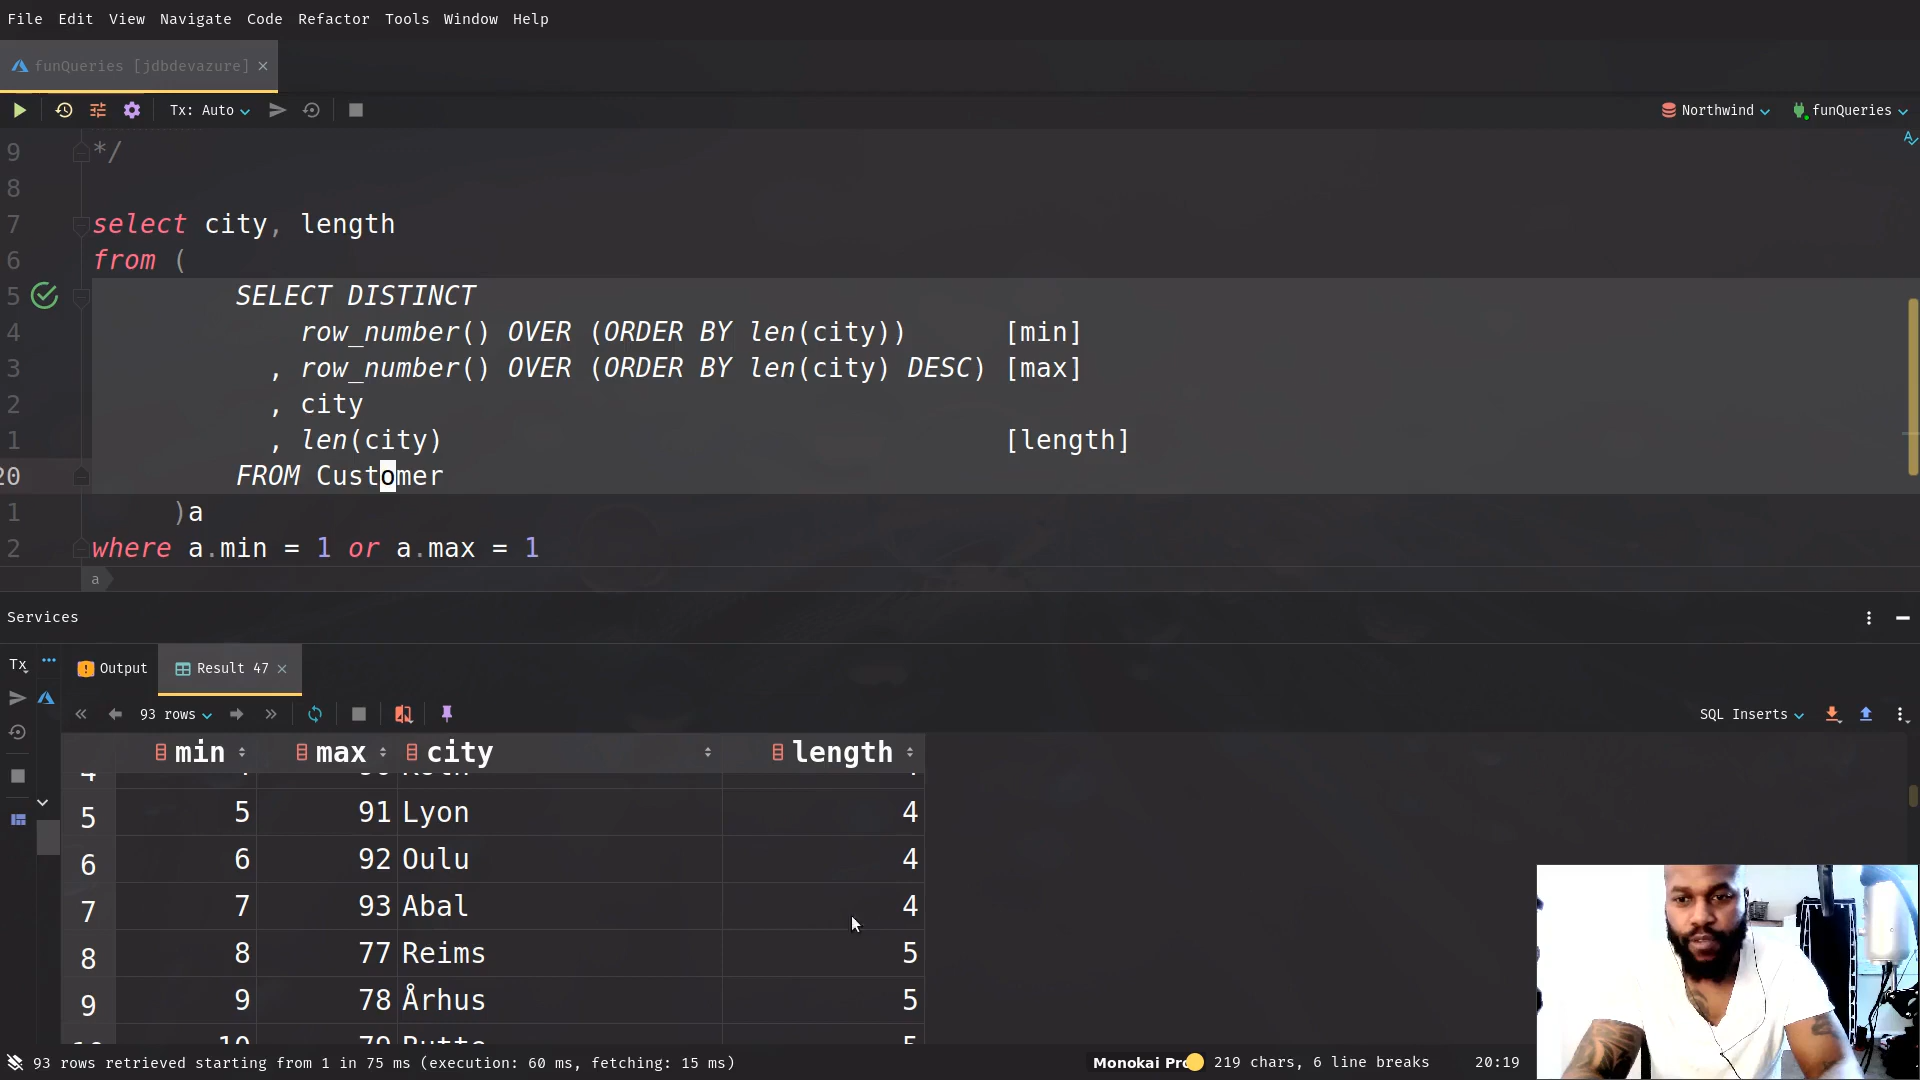 File Edit View Navigate Code Refactor Tools Window Help
funQueries [jdbdevazure]
Tx: Auto
Northwind funQueries
9 */
8
7 select city, length
6 from (
5 SELECT DISTINCT
4 row_number() OVER (ORDER BY len(city)) [min]
3 , row_number() OVER (ORDER BY len(city) DESC) [max]
2 , city
1 , len(city) [length]
20 FROM Customer
1 )a
2 where a.min = 1 or a.max = 1
a
Services
Tx Output Result 47
93 rows SQL Inserts
min max city length
5 5 91 Lyon 4
6 6 92 Oulu 4
7 7 93 Abal 4
8 8 77 Reims 5
9 9 78 Århus 5
93 rows retrieved starting from 1 in 75 ms (execution: 60 ms, fetching: 15 ms) Monokai Pro 219 chars, 6 line breaks 20:19